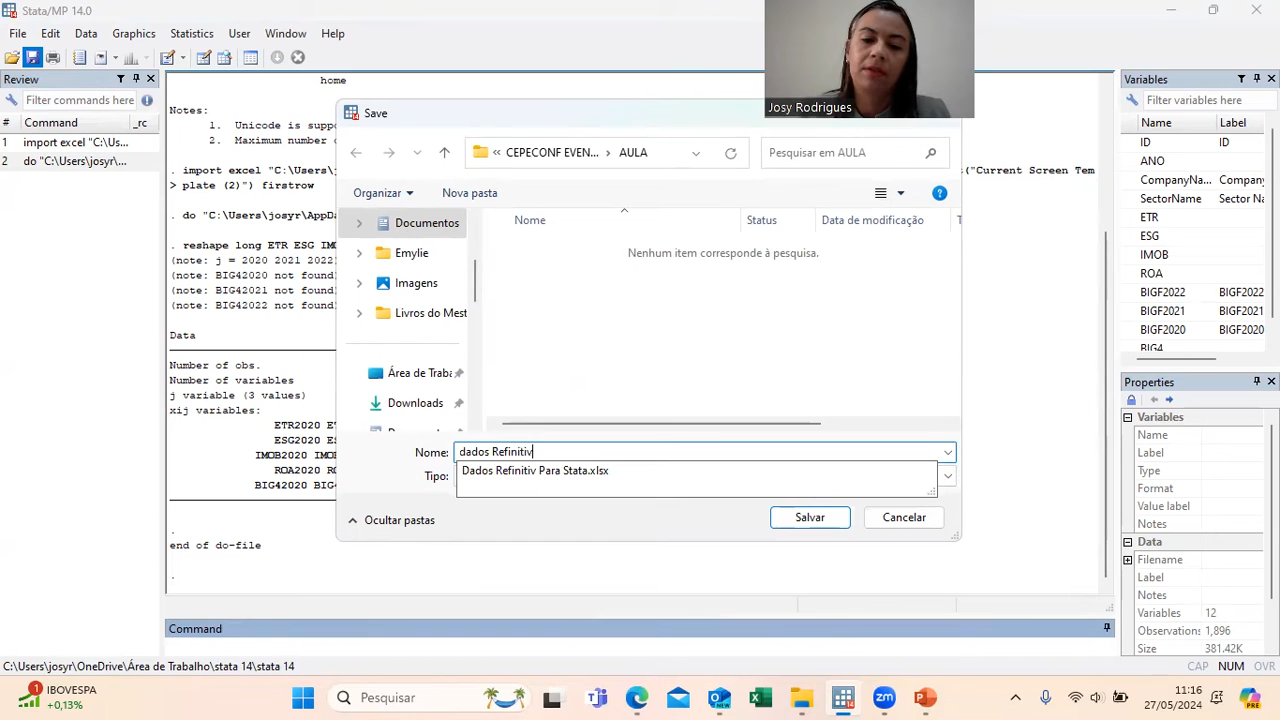 Stata/MP 14.0
File Edit Data Graphics Statistics User Window Help
Review
Filter commands here
# Command _rc
1 import excel "C:\Us...
2 do "C:\Users\josyr\...
home
Notes:
1. Unicode is supp
2. Maximum number o
. import excel "C:\Users\j
("Current Screen Tem
> plate (2)") firstrow
. do "C:\Users\josyr\AppDa
. reshape long ETR ESG IMO
(note: j = 2020 2021 2022
(note: BIG42020 not found
(note: BIG42021 not found
(note: BIG42022 not found
Data
Number of obs.
Number of variables
j variable (3 values)
xij variables:
ETR2020 ET
ESG2020 ES
IMOB2020 IMOB
ROA2020 RO
BIG42020 BIG4
.
end of do-file
.
Save
CEPECONF EVEN... › AULA
Pesquisar em AULA
Organizar Nova pasta
Documentos
Emylie
Imagens
Livros do Mest
Área de Traba
Downloads
Nome Status Data de modificação T
Nenhum item corresponde à pesquisa.
Nome: dados Refinitiv
Dados Refinitiv Para Stata.xlsx
Tipo:
Ocultar pastas
Salvar Cancelar
Josy Rodrigues
Variables
Filter variables here
Name Label
ID ID
ANO
CompanyNa... Company
SectorName Sector Na
ETR
ESG
IMOB
ROA
BIGF2022 BIGF2022
BIGF2021 BIGF2021
BIGF2020 BIGF2020
BIG4
Properties
Variables
Name
Label
Type
Format
Value label
Notes
Data
Filename
Label
Notes
Variables 12
Observations 1,896
Size 381.42K
Command
C:\Users\josyr\OneDrive\Área de Trabalho\stata 14\stata 14
CAP NUM OVR
1
IBOVESPA
+0,13%
Pesquisar
11:16
27/05/2024